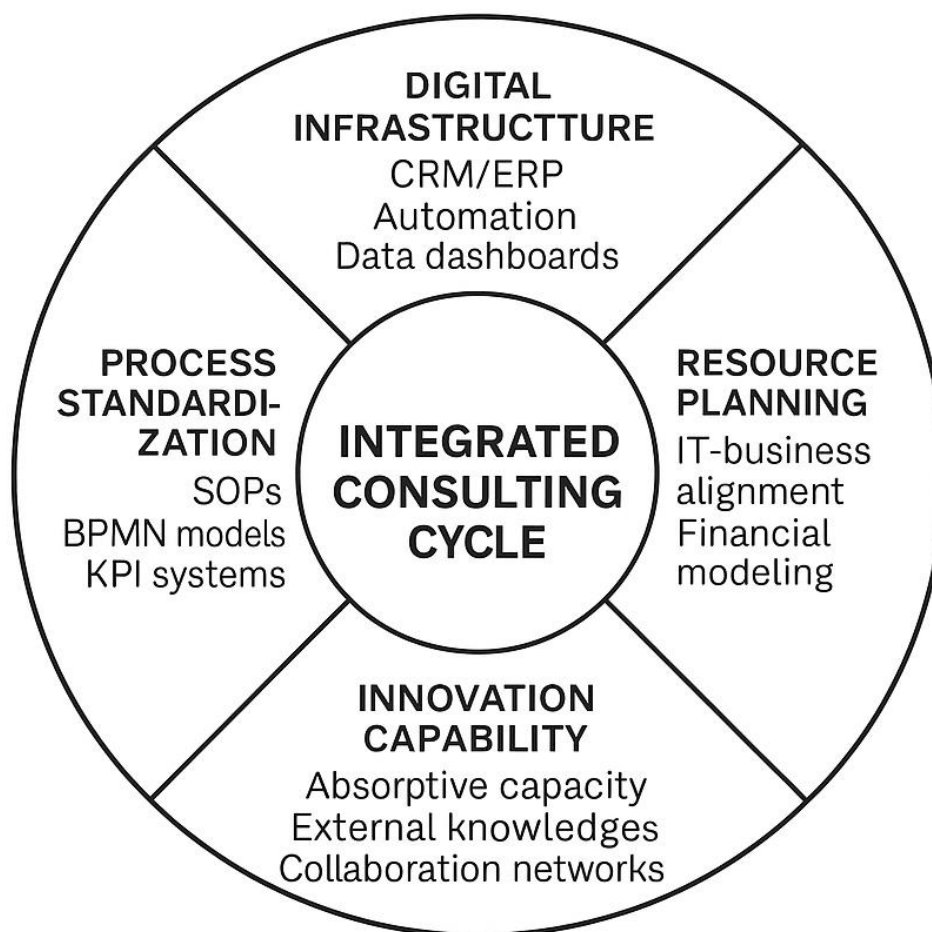 DIGITAL
INFRASTRUCTTURE
CRM/ERP
Automation
Data dashboards
PROCESS
STANDARDI-
ZATION
SOPs
BPMN models
KPI systems
INTEGRATED
CONSULTING
CYCLE
RESOURCE
PLANNING
IT-business
alignment
Financial
modeling
INNOVATION
CAPABILITY
Absorptive capacity
External knowledges
Collaboration networks